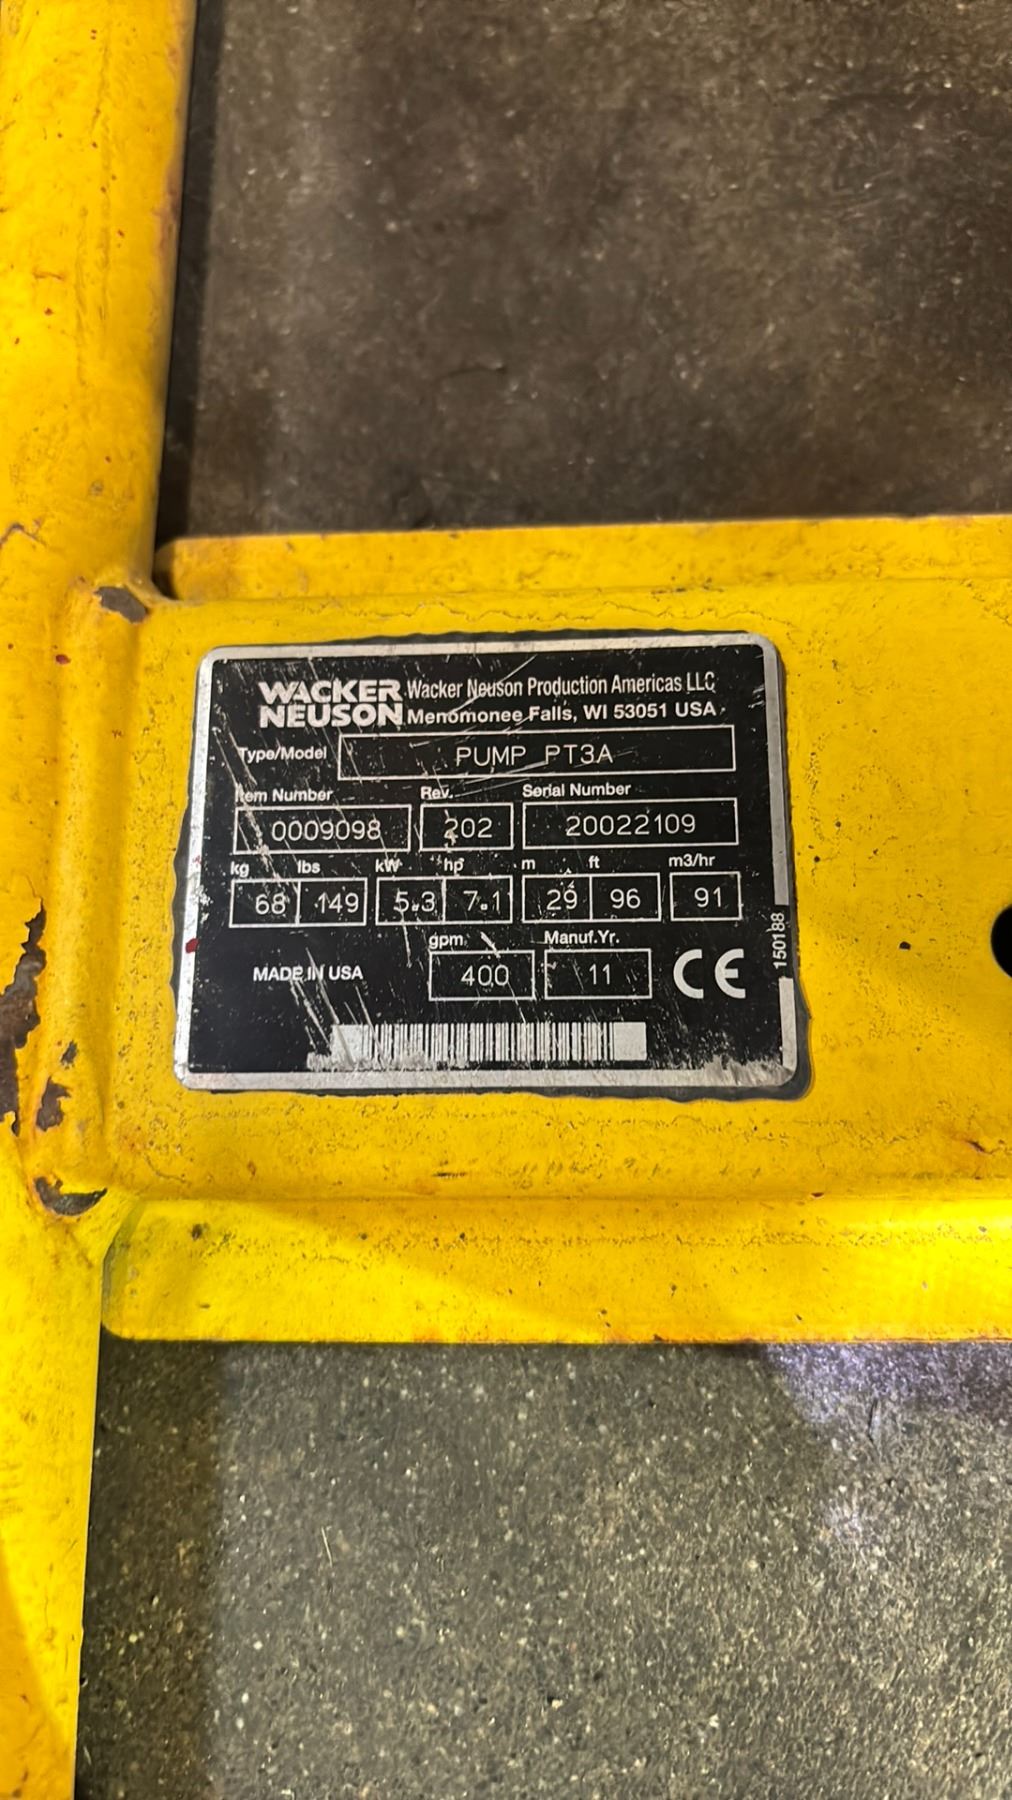 WACKER NEUSON Wacker Neuson Production Americas LLC
Menomonee Falls, WI 53051 USA
Type/Model PUMP PT3A
Item Number Rev. Serial Number
0009098 202 20022109
kg lbs kW hp m ft m3/hr
68 149 5.3 7.1 29 96 91
gpm Manuf.Yr.
MADE IN USA 400 11 CE
150188